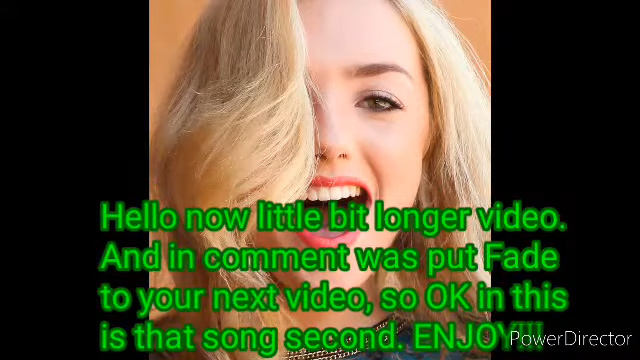 Hello now little bit longer video.
And in comment was put Fade
to your next video, so OK in this
is that song second. ENJOY!!!
PowerDirector